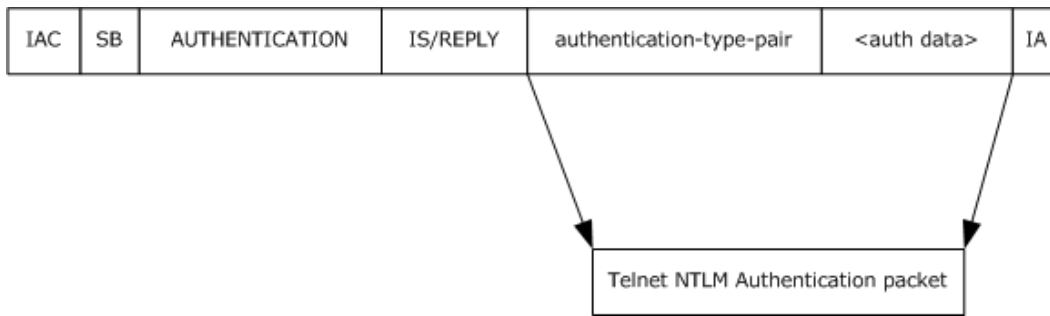 IAC SB AUTHENTICATION IS/REPLY authentication-type-pair <auth data> IA
Telnet NTLM Authentication packet